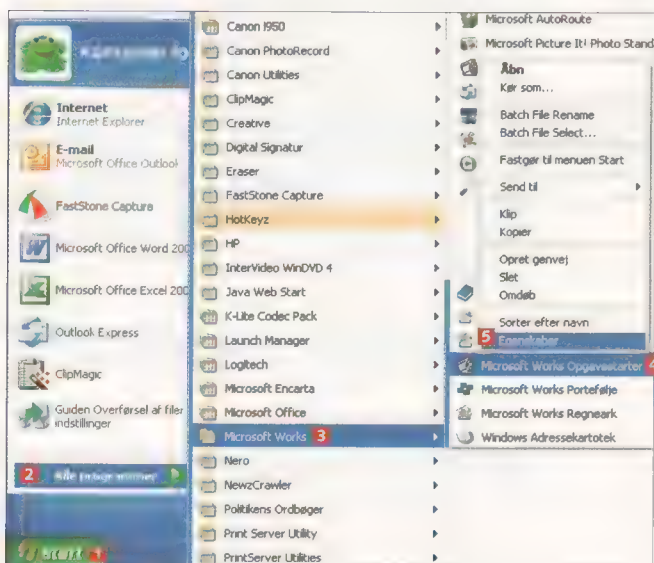 Internet
Internet Explorer
E-mail
Microsoft Office Outlook
FastStone Capture
Microsoft Office Word 200
Microsoft Office Excel 200
Outlook Express
ClipMagic
Guiden Overførsel af filer
indstillinger
2 Alle programmer
start
Canon i950
Canon PhotoRecord
Canon Utilities
ClipMagic
Creative
Digital Signatur
Eraser
FastStone Capture
HotKeyz
HP
InterVideo WinDVD 4
Java Web Start
K-Lite Codec Pack
Launch Manager
Logitech
Microsoft Encarta
Microsoft Office
Microsoft Works 3
Nero
NewzCrawler
Politikens Ordbøger
Print Server Utility
PrintServer Utilities
Microsoft AutoRoute
Microsoft Picture It! Photo Stand
Åbn
Kør som...
Batch File Rename
Batch File Select...
Fastgør til menuen Start
Send til
Klip
Kopier
Opret genvej
Slet
Omdøb
Sorter efter navn
5 Egenskaber
Microsoft Works Opgavestarter 4
Microsoft Works Portefølje
Microsoft Works Regneark
Windows Adressekartotek